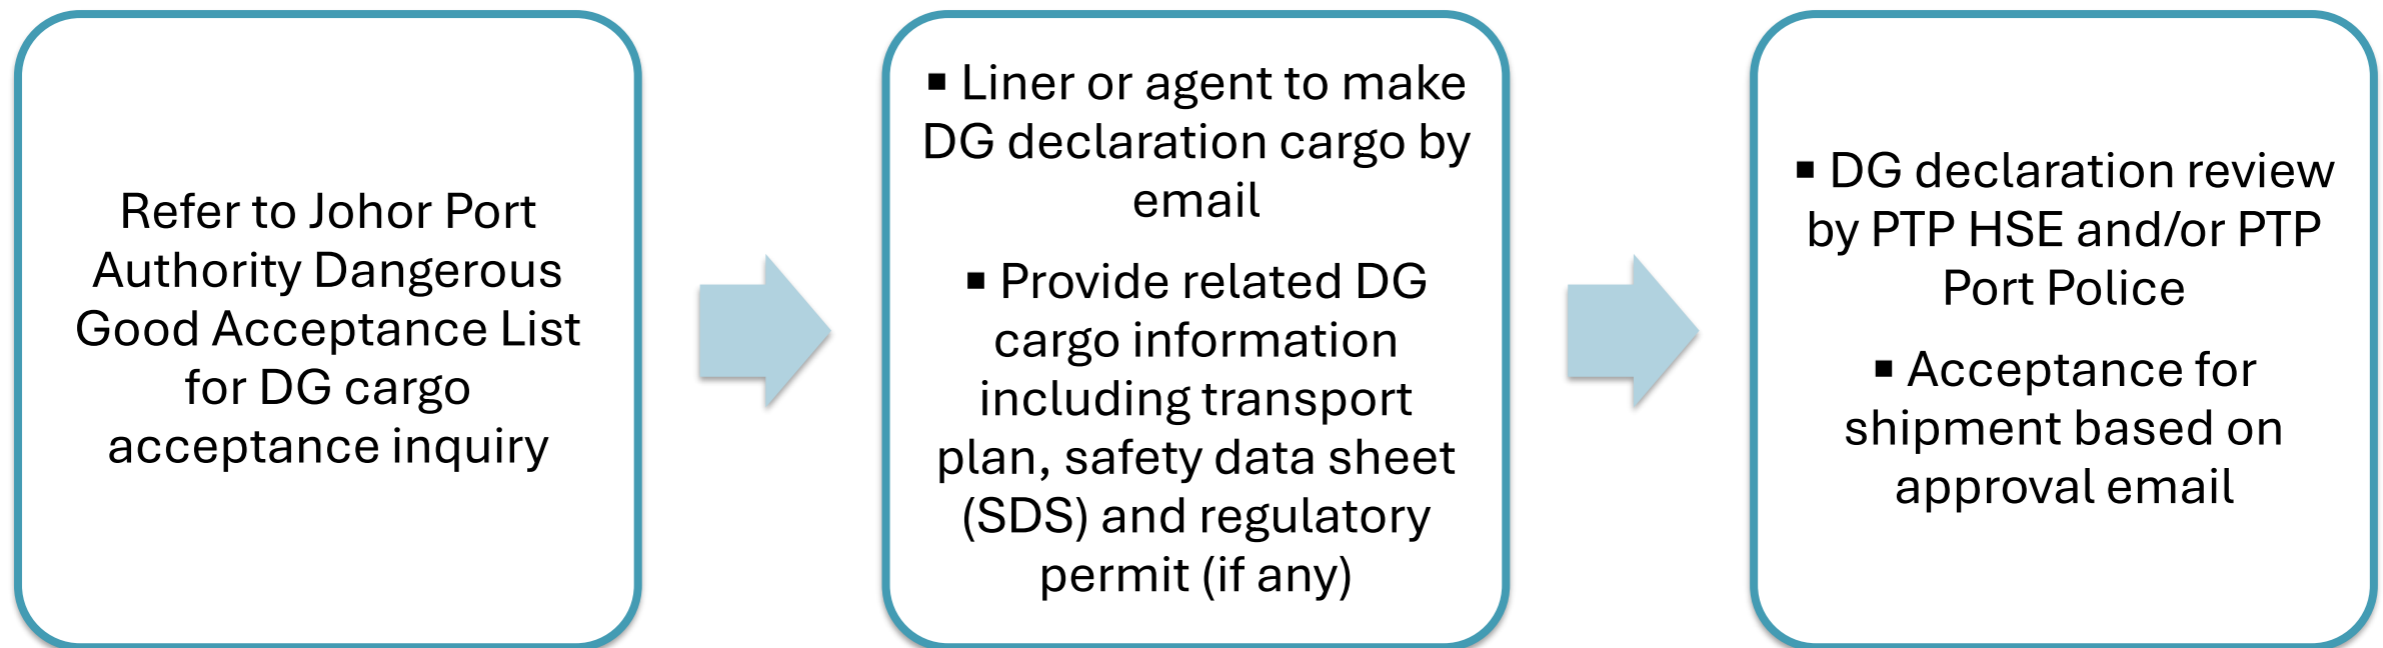 Refer to Johor Port
Authority Dangerous
Good Acceptance List
for DG cargo
acceptance inquiry
▪ Liner or agent to make
DG declaration cargo by
email
▪ Provide related DG
cargo information
including transport
plan, safety data sheet
(SDS) and regulatory
permit (if any)
▪ DG declaration review
by PTP HSE and/or PTP
Port Police
▪ Acceptance for
shipment based on
approval email